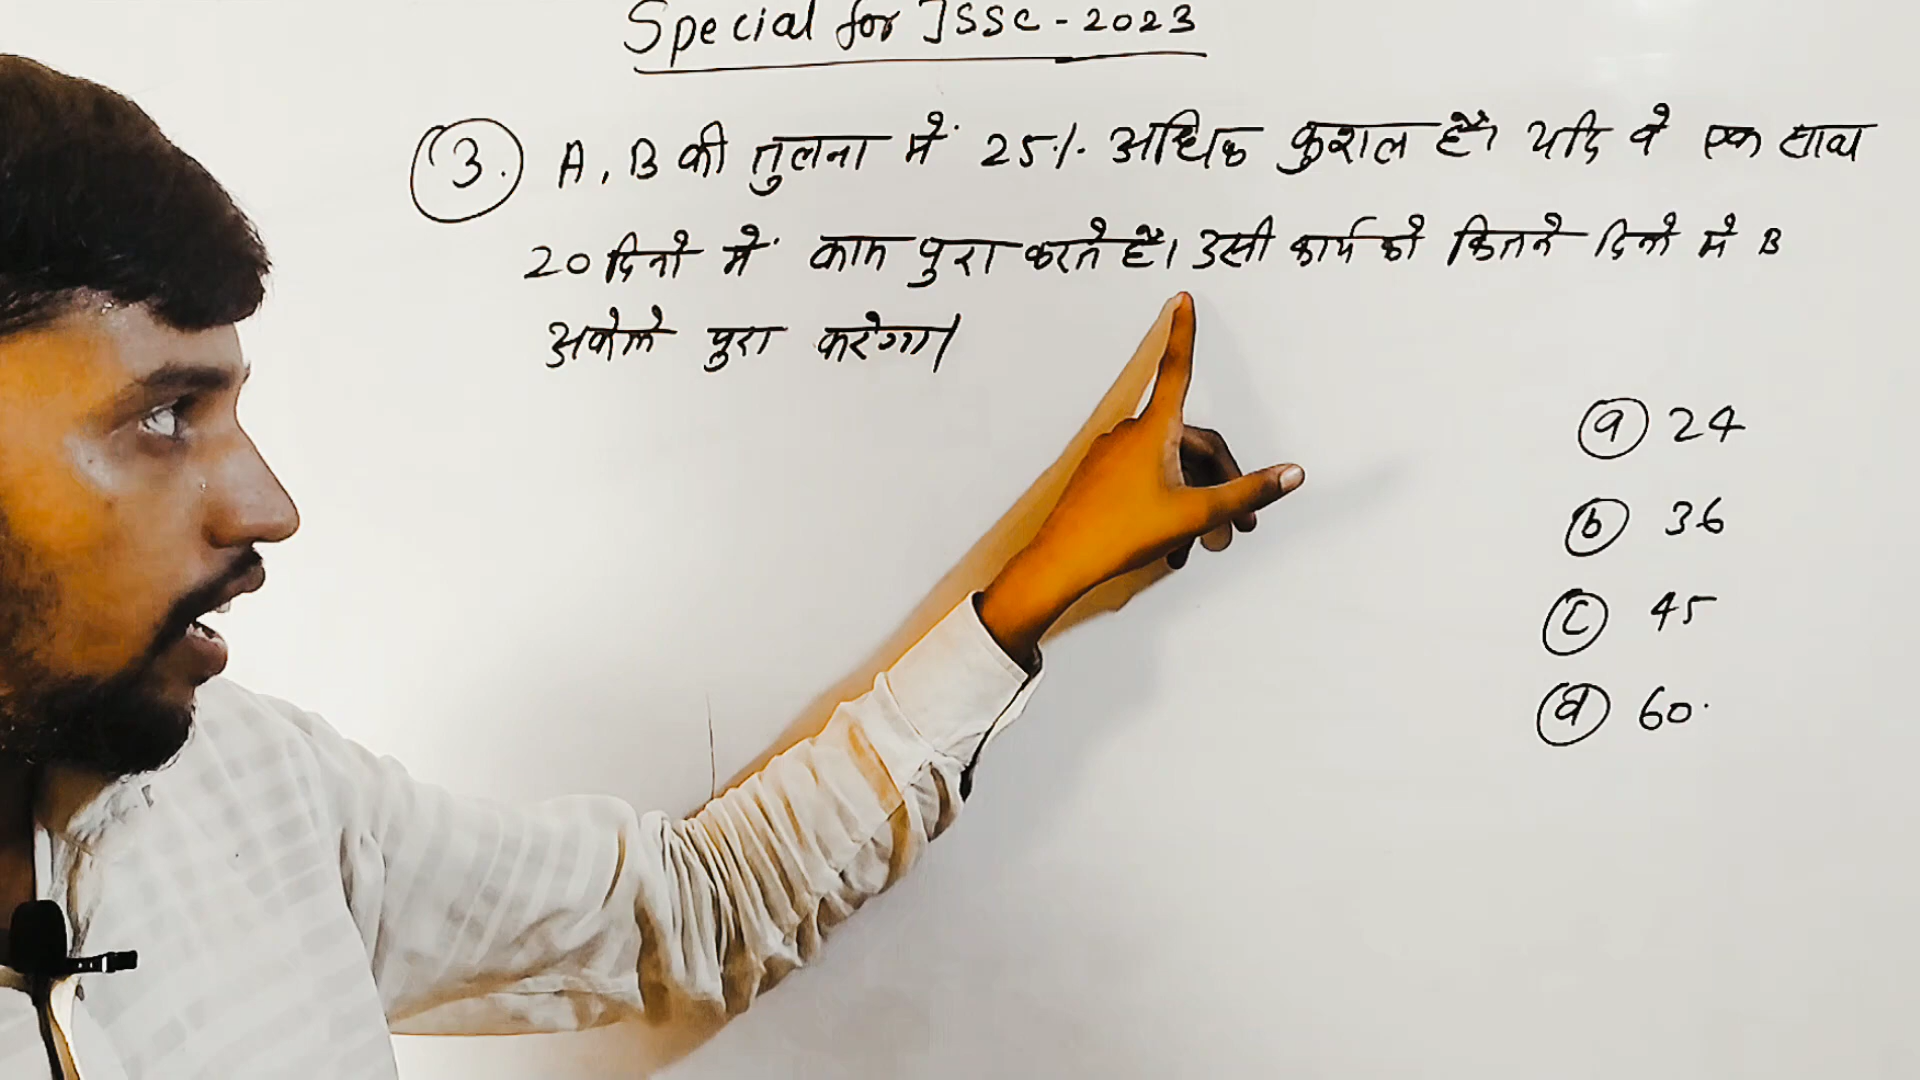 Special for JSSC - 2023
3. A, B की तुलना में 25% अधिक कुशल है। यदि वे एक साथ
20 दिनो में काम पुरा करते है। उसी कार्य को कितने दिनो मे B
अकेले पुरा करेगा।
a 24
b 36
c 45
d 60.